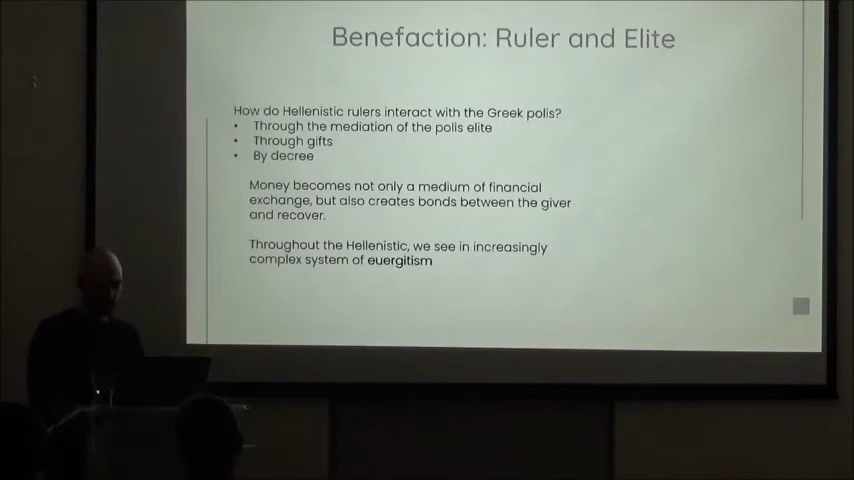 Benefaction: Ruler and Elite
How do Hellenistic rulers interact with the Greek polis?
• Through the mediation of the polis elite
• Through gifts
• By decree
Money becomes not only a medium of financial
exchange, but also creates bonds between the giver
and recover.
Throughout the Hellenistic, we see in increasingly
complex system of euergitism